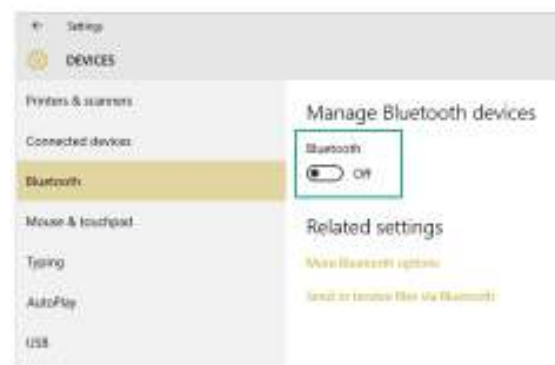 Settings
DEVICES
Printers & scanners
Connected devices
Bluetooth
Mouse & touchpad
Typing
AutoPlay
USB
Manage Bluetooth devices
Bluetooth
Off
Related settings
More Bluetooth options
Send or receive files via Bluetooth